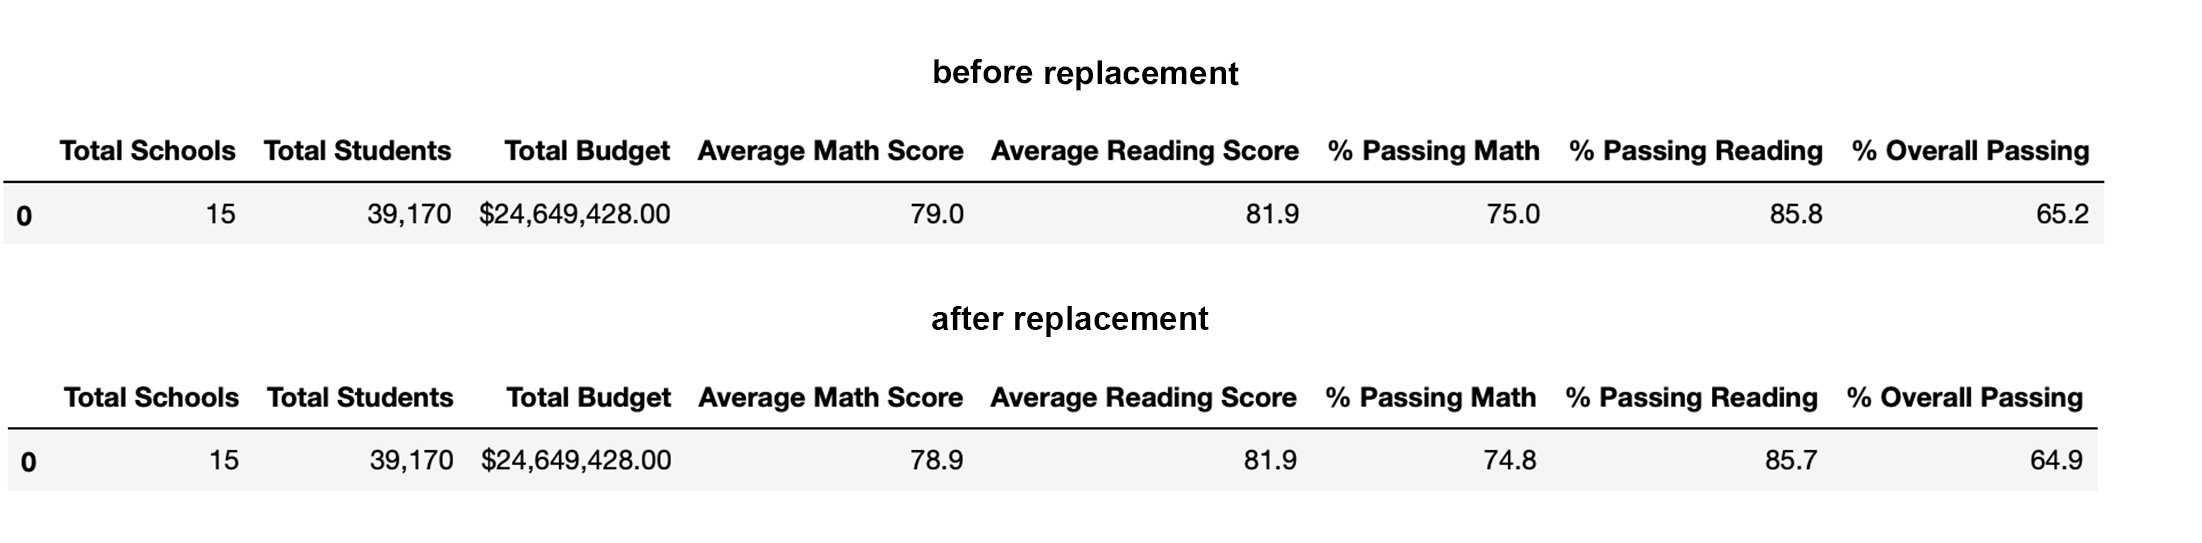 before replacement
Total Schools Total Students Total Budget Average Math Score Average Reading Score % Passing Math % Passing Reading % Overall Passing
0 15 39,170 $24,649,428.00 79.0 81.9 75.0 85.8 65.2
after replacement
Total Schools Total Students Total Budget Average Math Score Average Reading Score % Passing Math % Passing Reading % Overall Passing
0 15 39,170 $24,649,428.00 78.9 81.9 74.8 85.7 64.9